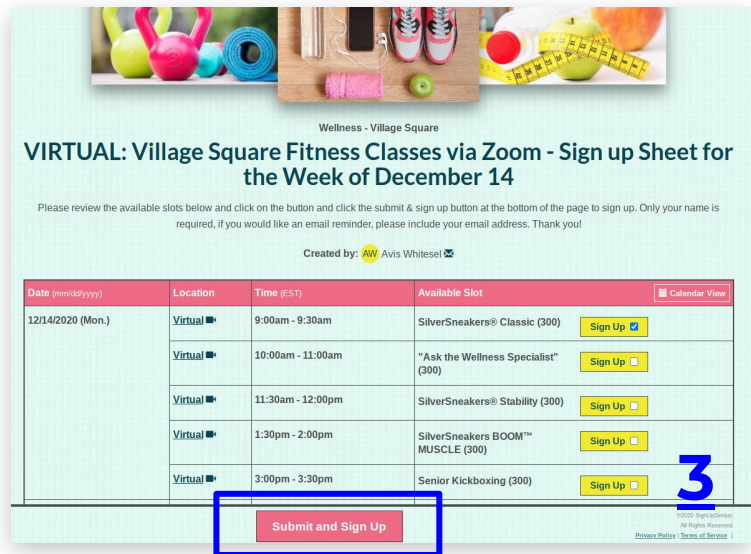 Wellness - Village Square
VIRTUAL: Village Square Fitness Classes via Zoom - Sign up Sheet for
the Week of December 14
Please review the available slots below and click on the button and click the submit & sign up button at the bottom of the page to sign up. Only your name is
required, if you would like an email reminder, please include your email address. Thank you!
Created by: AW Avis Whitesel
Date (mm/dd/yyyy) Location Time (EST) Available Slot Calendar View
12/14/2020 (Mon.) Virtual 9:00am - 9:30am SilverSneakers® Classic (300) Sign Up
Virtual 10:00am - 11:00am "Ask the Wellness Specialist"
(300) Sign Up
Virtual 11:30am - 12:00pm SilverSneakers® Stability (300) Sign Up
Virtual 1:30pm - 2:00pm SilverSneakers BOOM™
MUSCLE (300) Sign Up
Virtual 3:00pm - 3:30pm Senior Kickboxing (300) Sign Up
3
Submit and Sign Up
©2020 SignUpGenius.
All Rights Reserved.
Privacy Policy | Terms of Service |